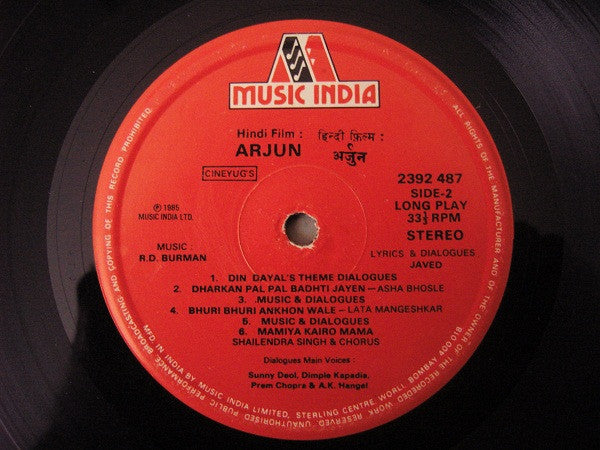 MUSIC INDIA
Hindi Film : हिन्दी फ़िल्म :
ARJUN अर्जुन
CINEYUG'S
2392 487
SIDE-2
LONG PLAY
33⅓ RPM
STEREO
℗ 1985
MUSIC INDIA LTD.
MUSIC :
R.D. BURMAN
LYRICS & DIALOGUES
JAVED
1. DIN DAYAL'S THEME DIALOGUES
2. DHARKAN PAL PAL BADHTI JAYEN – ASHA BHOSLE
3. .MUSIC & DIALOGUES
4. BHURI BHURI ANKHON WALE – LATA MANGESHKAR
5. MUSIC & DIALOGUES
6. MAMIYA KAIRO MAMA
SHAILENDRA SINGH & CHORUS
Dialogues Main Voices :
Sunny Deol, Dimple Kapadia,
Prem Chopra & A.K. Hangel
ALL RIGHTS OF THE MANUFACTURER AND OF THE OWNER OF THE RECORDED WORK RESERVED. UNAUTHORISED PUBLIC PERFORMANCE BROADCASTING AND COPYING OF THIS RECORD PROHIBITED
MFD. IN INDIA BY MUSIC INDIA LIMITED, STERLING CENTRE WORLI, BOMBAY 400 018